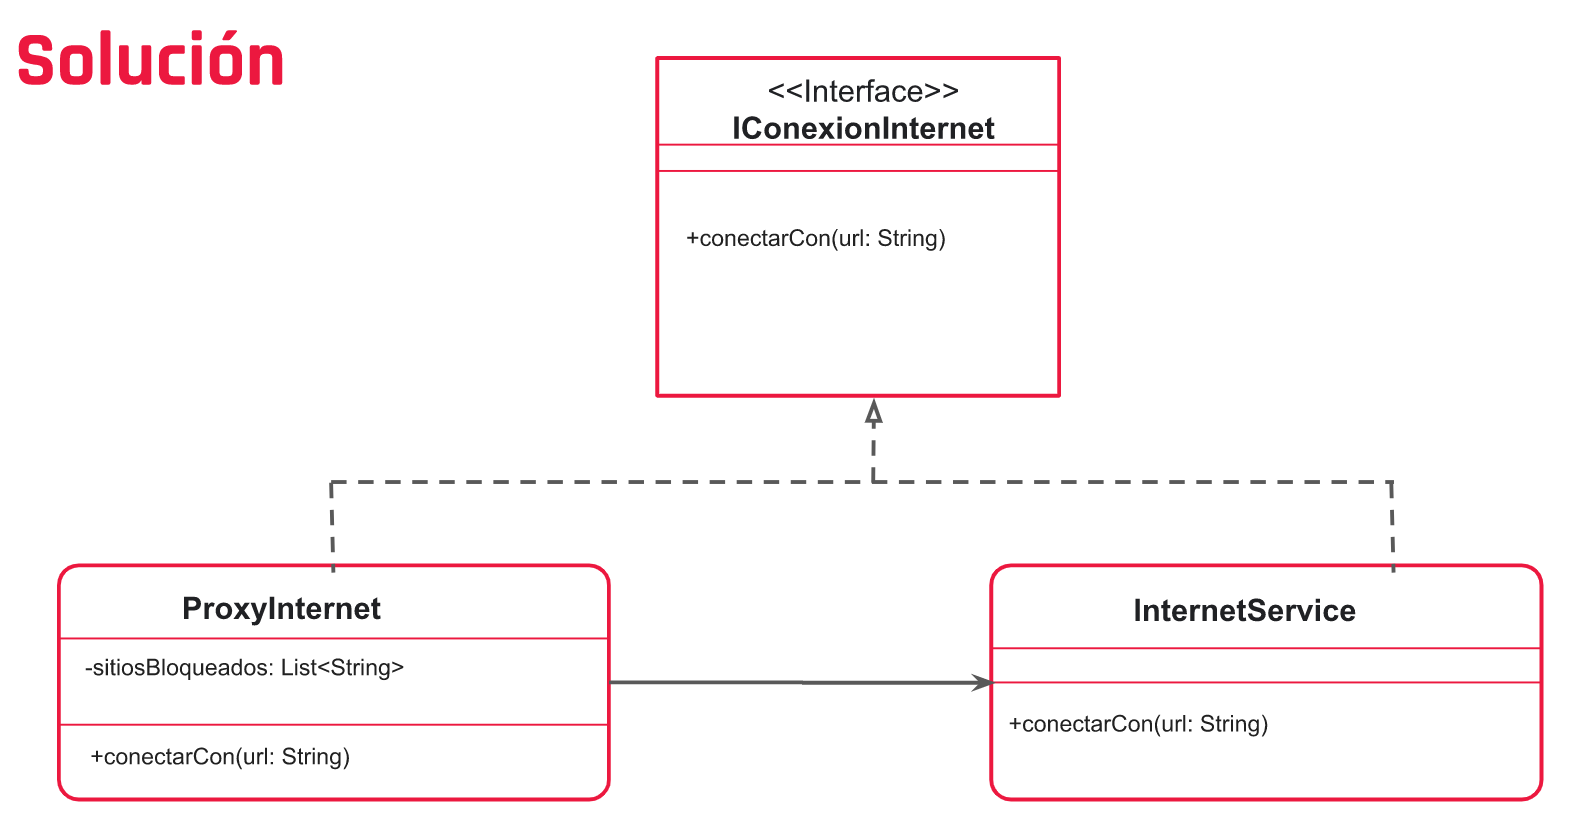 Solución
<<Interface>>
IConexionInternet
+conectarCon(url: String)
ProxyInternet
-sitiosBloqueados: List<String>
+conectarCon(url: String)
InternetService
+conectarCon(url: String)